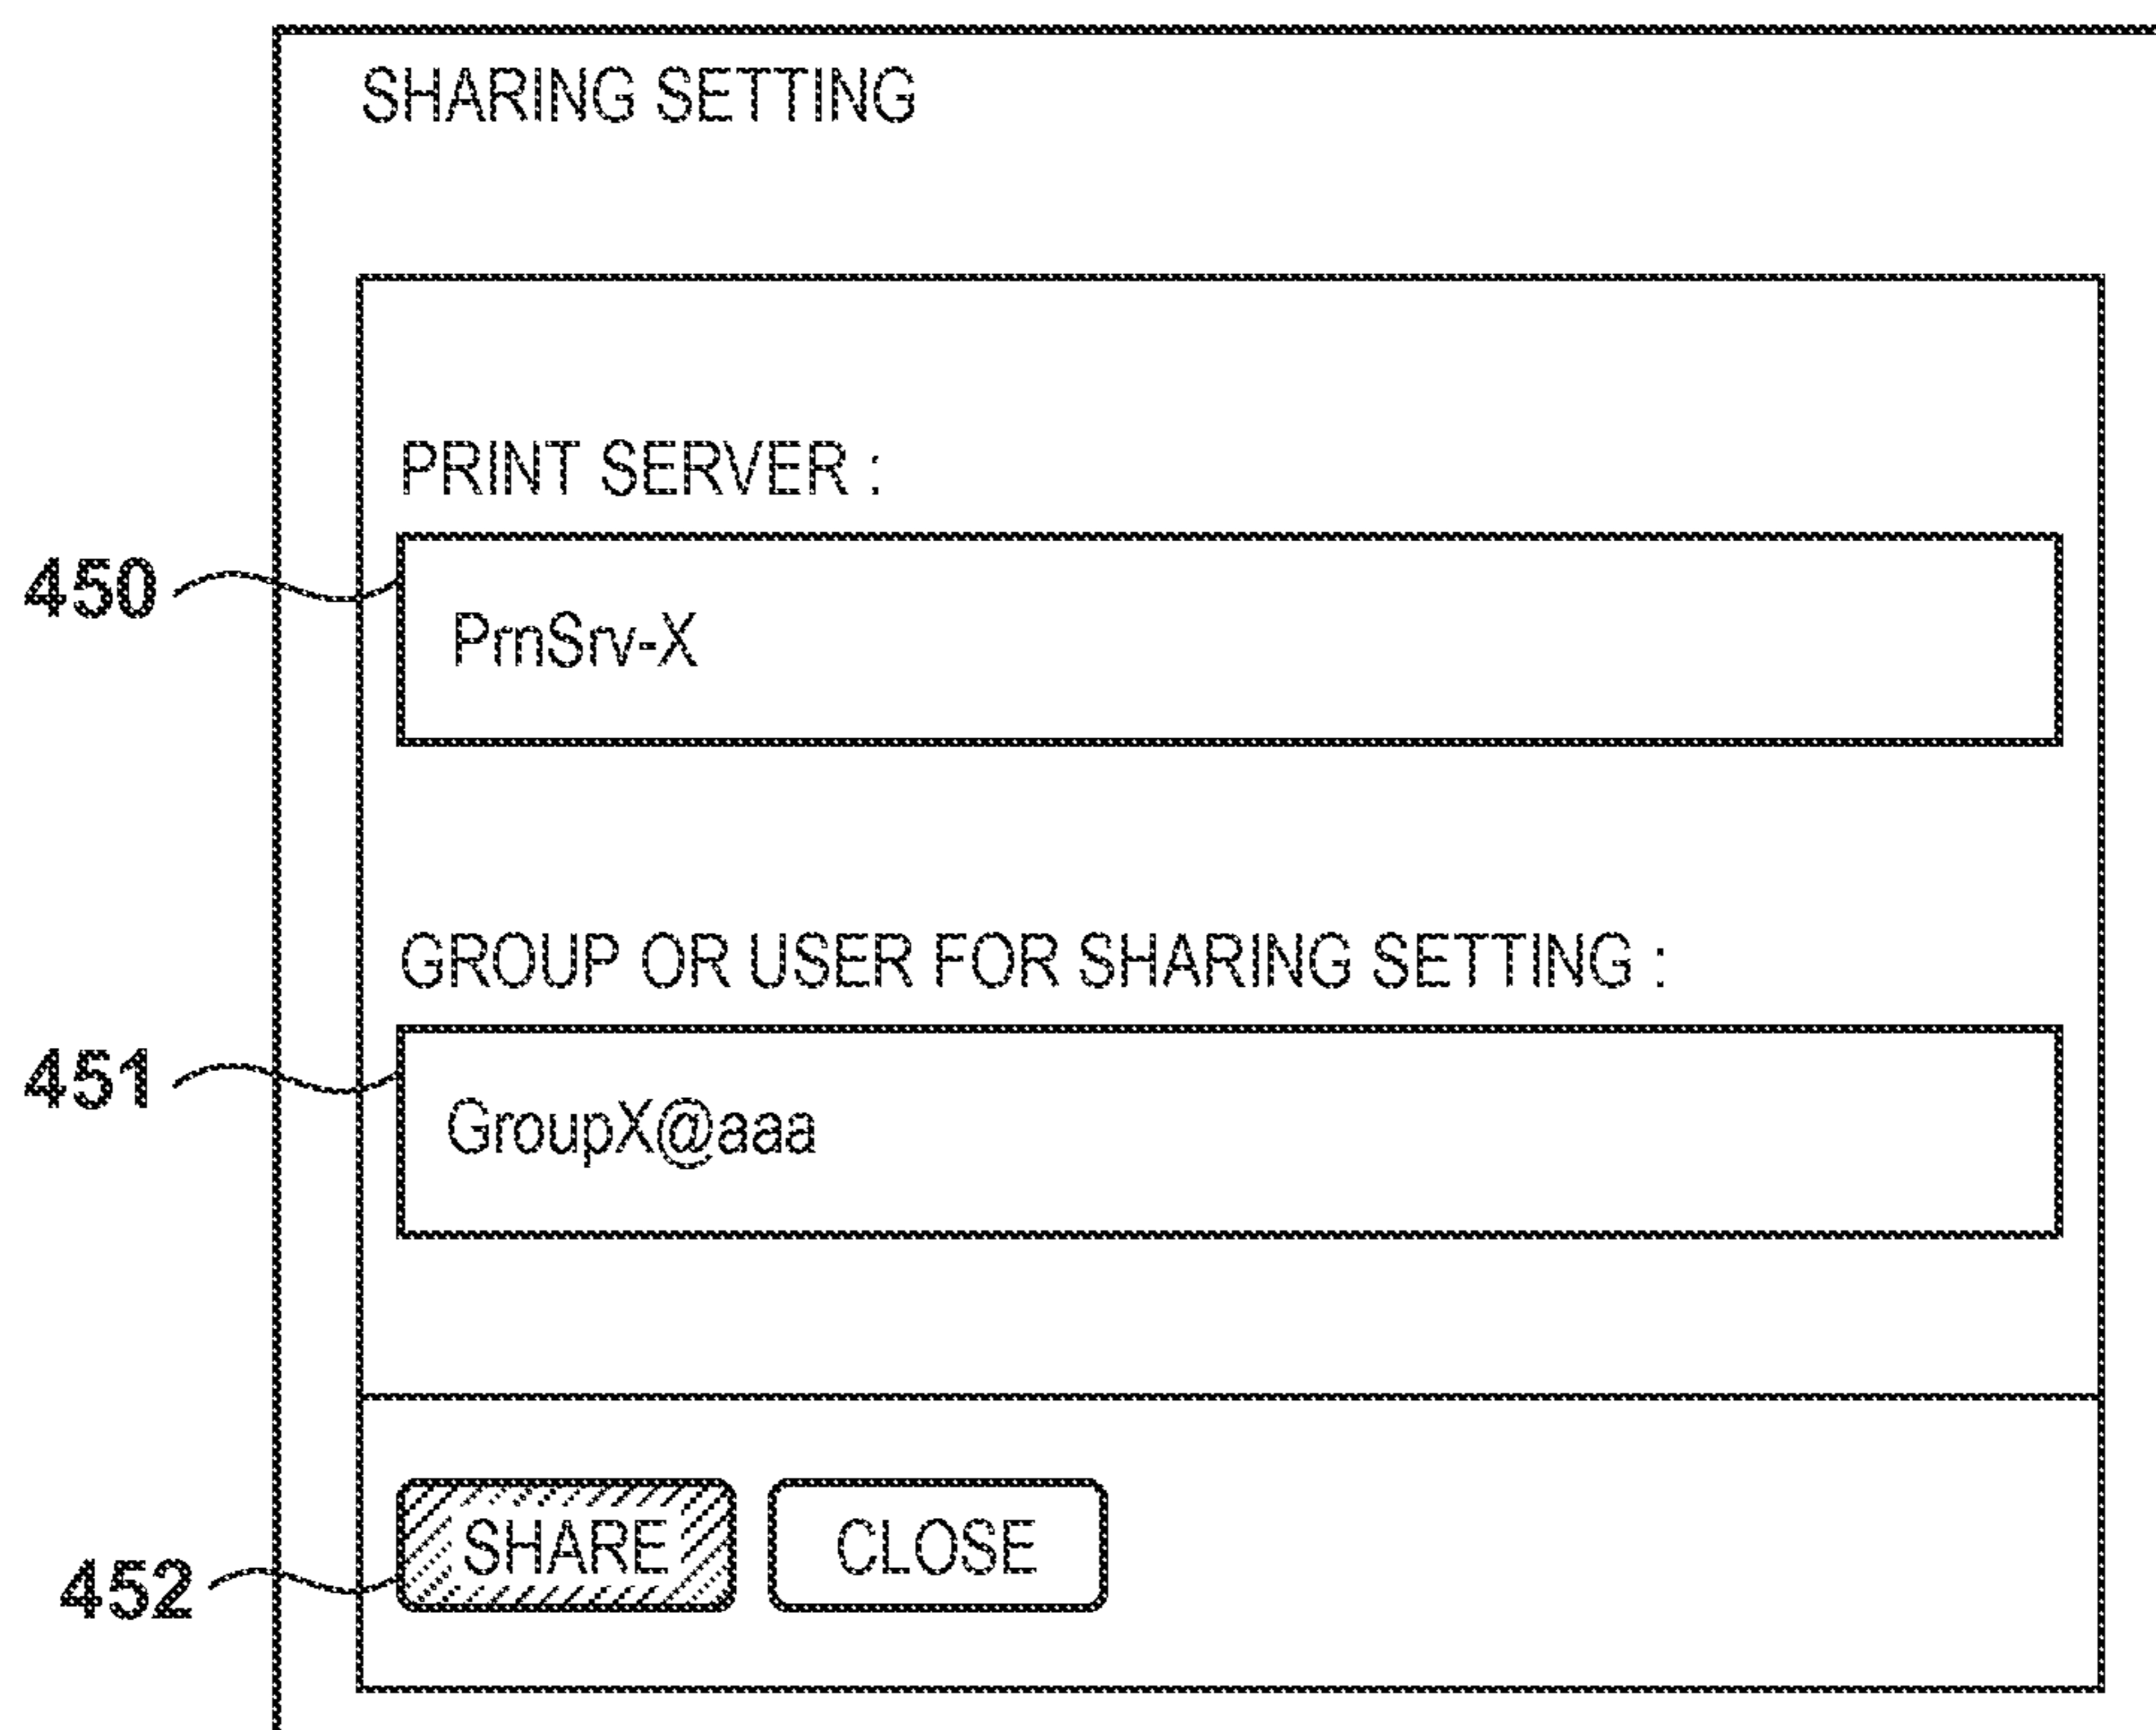 SHARING SETTING
PRINT SERVER :
450
PrnSrv-X
GROUP OR USER FOR SHARING SETTING :
451
GroupX@aaa
452
SHARE CLOSE